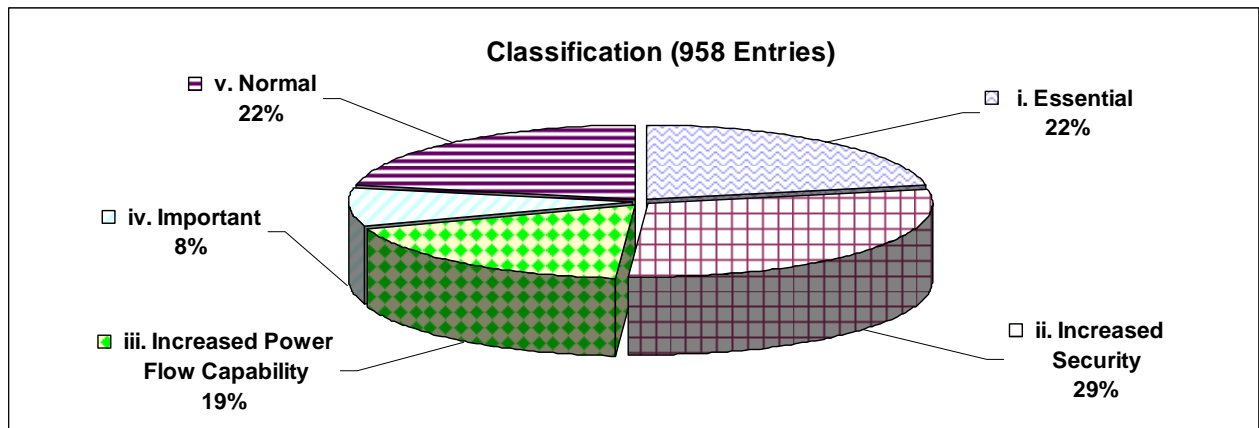 Classification (958 Entries)
v. Normal
22%
i. Essential
22%
iv. Important
8%
iii. Increased Power
Flow Capability
19%
ii. Increased
Security
29%